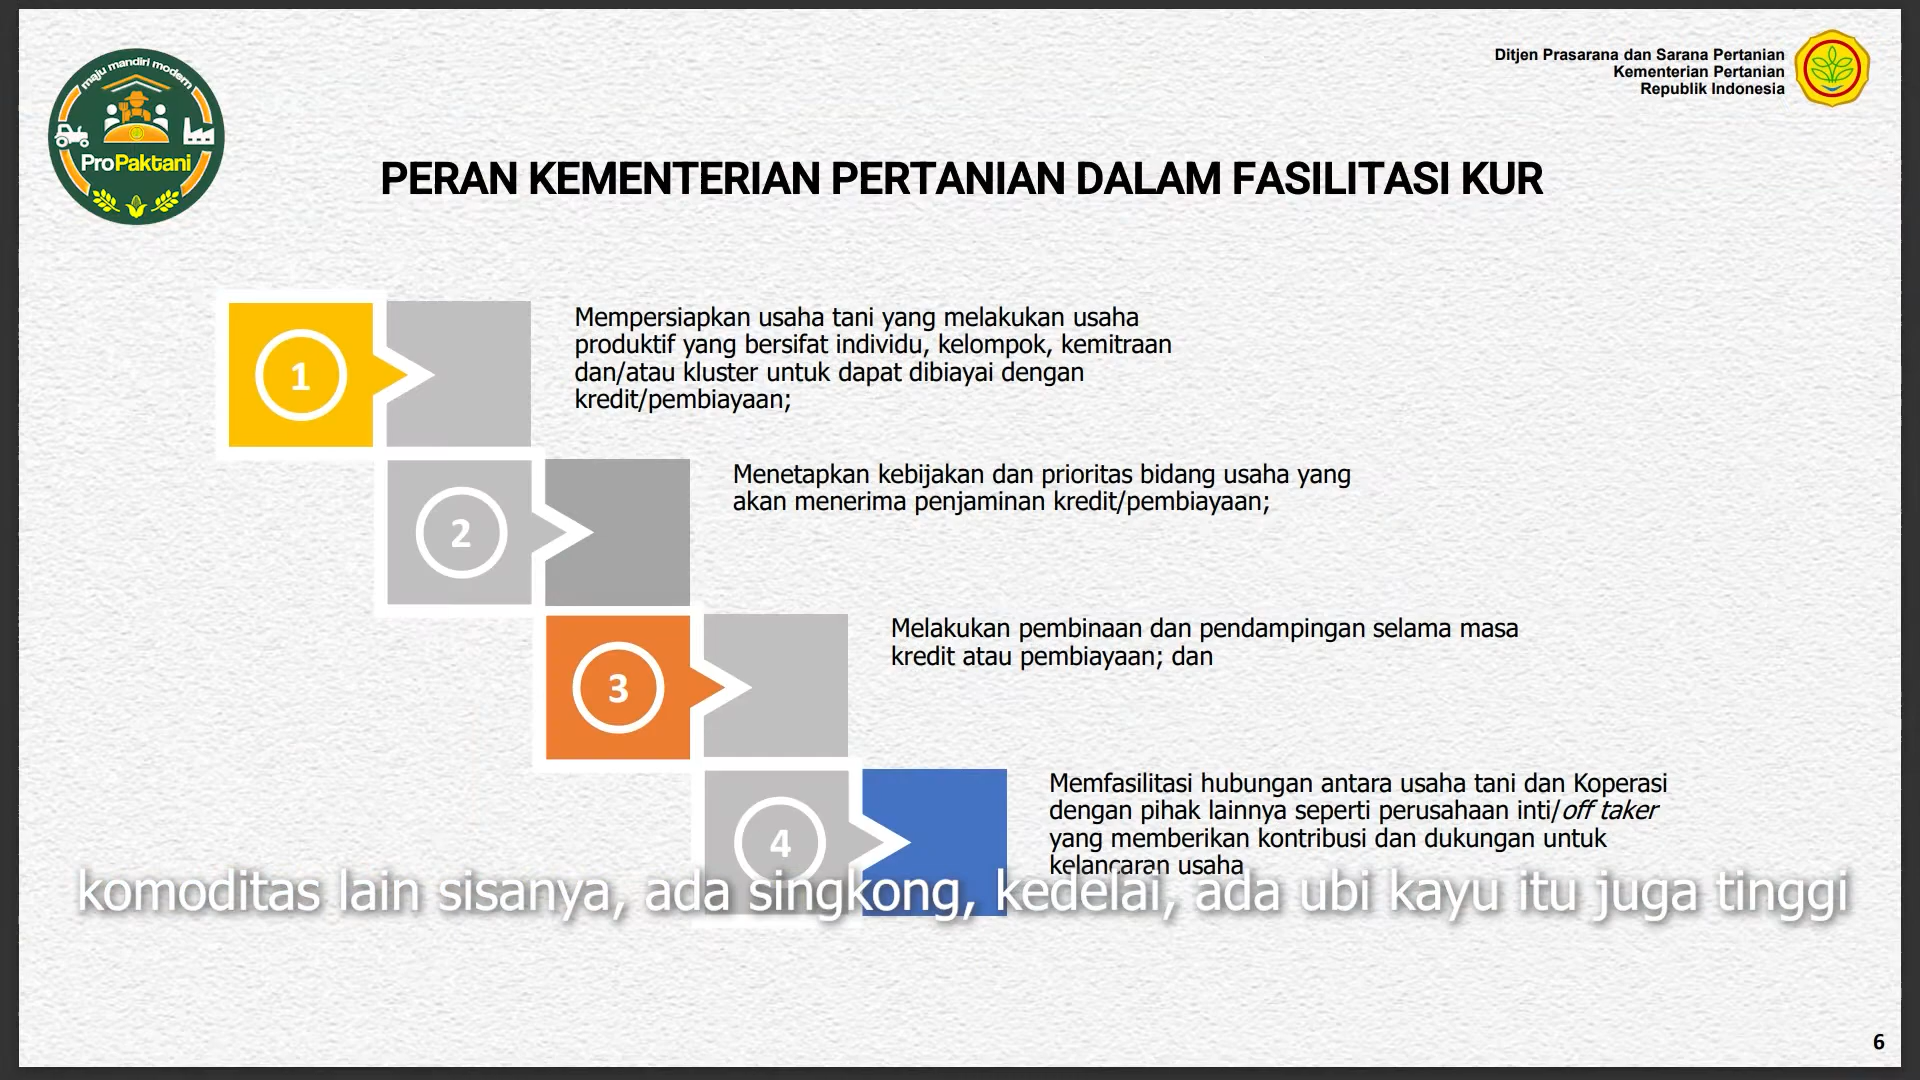 maju mandiri modern
ProPaktani
Ditjen Prasarana dan Sarana Pertanian
Kementerian Pertanian
Republik Indonesia
PERAN KEMENTERIAN PERTANIAN DALAM FASILITASI KUR
1
Mempersiapkan usaha tani yang melakukan usaha
produktif yang bersifat individu, kelompok, kemitraan
dan/atau kluster untuk dapat dibiayai dengan
kredit/pembiayaan;
2
Menetapkan kebijakan dan prioritas bidang usaha yang
akan menerima penjaminan kredit/pembiayaan;
3
Melakukan pembinaan dan pendampingan selama masa
kredit atau pembiayaan; dan
4
Memfasilitasi hubungan antara usaha tani dan Koperasi
dengan pihak lainnya seperti perusahaan inti/off taker
yang memberikan kontribusi dan dukungan untuk
kelancaran usaha
komoditas lain sisanya, ada singkong, kedelai, ada ubi kayu itu juga tinggi
6